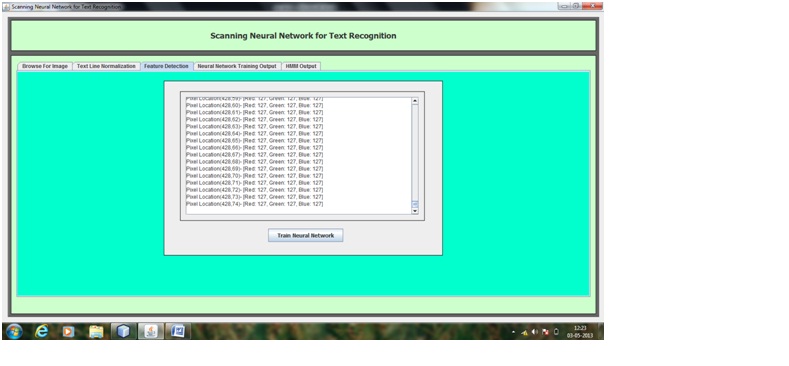 Scanning Neural Network for Text Recognition
Scanning Neural Network for Text Recognition
Browse For Image Text Line Normalization Feature Detection Neural Network Training Output HMM Output
Pixel Location(428,59)- [Red: 127, Green: 127, Blue: 127]
Pixel Location(428,60)- [Red: 127, Green: 127, Blue: 127]
Pixel Location(428,61)- [Red: 127, Green: 127, Blue: 127]
Pixel Location(428,62)- [Red: 127, Green: 127, Blue: 127]
Pixel Location(428,63)- [Red: 127, Green: 127, Blue: 127]
Pixel Location(428,64)- [Red: 127, Green: 127, Blue: 127]
Pixel Location(428,65)- [Red: 127, Green: 127, Blue: 127]
Pixel Location(428,66)- [Red: 127, Green: 127, Blue: 127]
Pixel Location(428,67)- [Red: 127, Green: 127, Blue: 127]
Pixel Location(428,68)- [Red: 127, Green: 127, Blue: 127]
Pixel Location(428,69)- [Red: 127, Green: 127, Blue: 127]
Pixel Location(428,70)- [Red: 127, Green: 127, Blue: 127]
Pixel Location(428,71)- [Red: 127, Green: 127, Blue: 127]
Pixel Location(428,72)- [Red: 127, Green: 127, Blue: 127]
Pixel Location(428,73)- [Red: 127, Green: 127, Blue: 127]
Pixel Location(428,74)- [Red: 127, Green: 127, Blue: 127]
Train Neural Network
12:23
03-05-2013